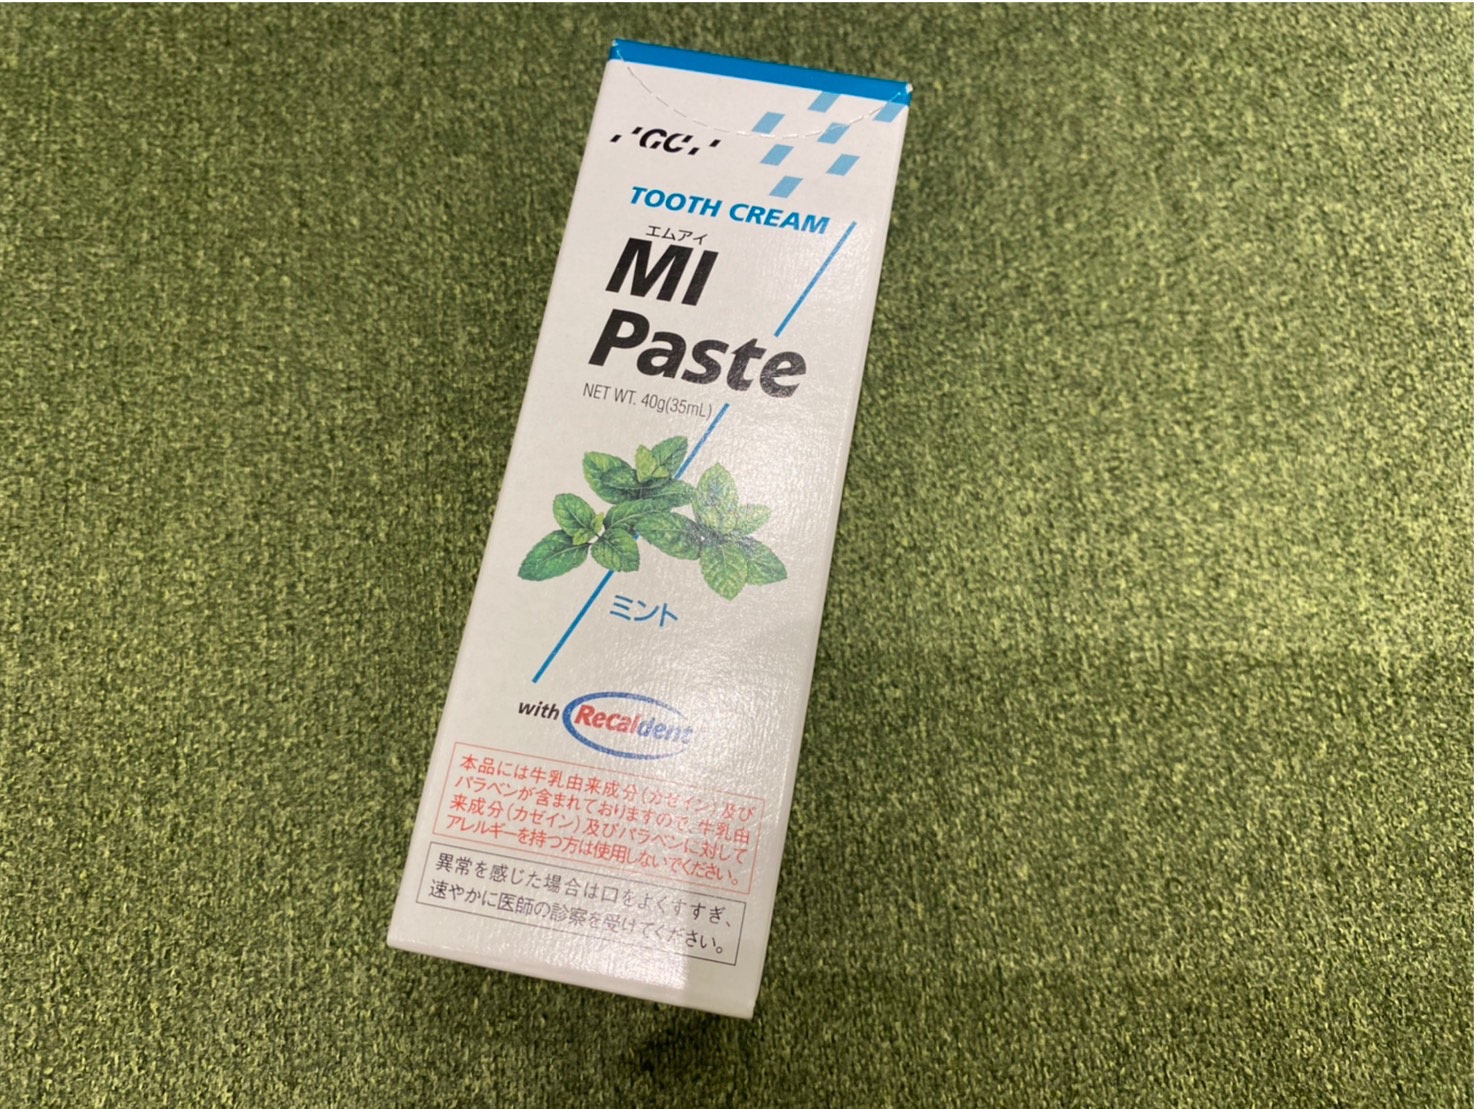 GC
TOOTH CREAM
エムアイ
MI
Paste
NET WT. 40g(35mL)
ミント
with Recaldent
本品には牛乳由来成分(カゼイン)及び
パラベンが含まれておりますので、牛乳由
来成分(カゼイン)及びパラベンに対して
アレルギーを持つ方は使用しないでください。
異常を感じた場合は口をよくすすぎ、
速やかに医師の診察を受けてください。